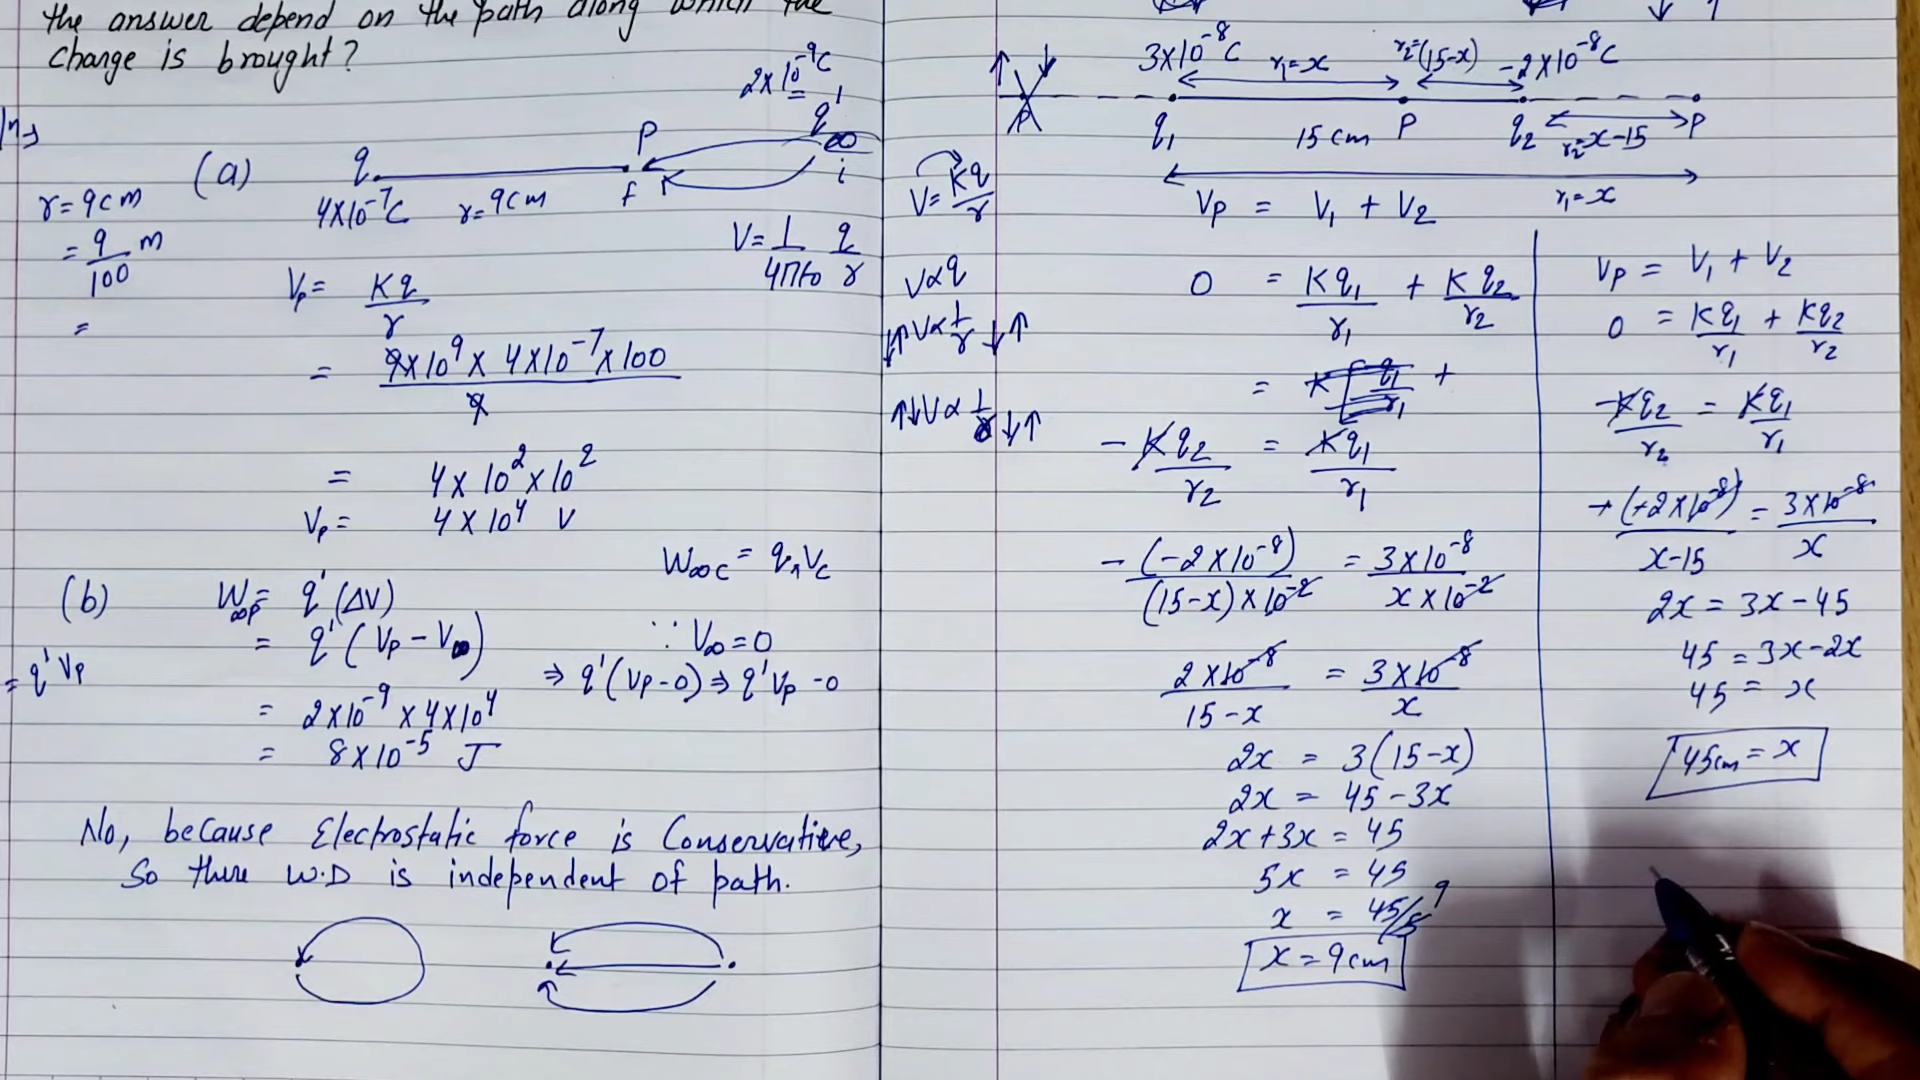 the answer depend on the path along which the
change is brought?
2×10⁻⁹C
(a)
q
P
q'
∞
i
f
4×10⁻⁷C
r=9cm
r=9cm
= 9/100 m
=
V= 1/4πε₀ q/r
Vp= Kq/r
= 9×10⁹×4×10⁻⁷×100/9
= 4×10²×10²
Vp= 4×10⁴ V
W∞c = q₁Vc
(b)
W∞p= q'(ΔV)
= q'(Vp-V∞)
∵ V∞=0
= q'Vp
⇒ q'(Vp-0)⇒ q'Vp-0
= 2×10⁻⁹×4×10⁴
= 8×10⁻⁵ J
No, because Electrostatic force is Conservative,
So there W.D is independent of path.
3×10⁻⁸C
r₁=x
r₂=(15-x)
-2×10⁻⁸C
P
q₁
15cm
P
q₂
r₂=x-15
P
r₁=x
V= Kq/r
V∝q
↓↑V∝1/r↓↑
↑↓V∝1/r↓↑
Vp = V₁ + V₂
0 = Kq₁/r₁ + Kq₂/r₂
= K[q₁/r₁ +
-Kq₂/r₂ = Kq₁/r₁
-(-2×10⁻⁸)/(15-x)×10⁻² = 3×10⁻⁸/x×10⁻²
2×10⁻⁸/15-x = 3×10⁻⁸/x
2x = 3(15-x)
2x = 45-3x
2x+3x = 45
5x = 45
x = 45/5 9
x=9cm
Vp = V₁ + V₂
0 = Kq₁/r₁ + Kq₂/r₂
-Kq₂/r₂ = Kq₁/r₁
-(-2×10⁻⁸)/x-15 = 3×10⁻⁸/x
2x = 3x-45
45 = 3x-2x
45 = x
45cm = x